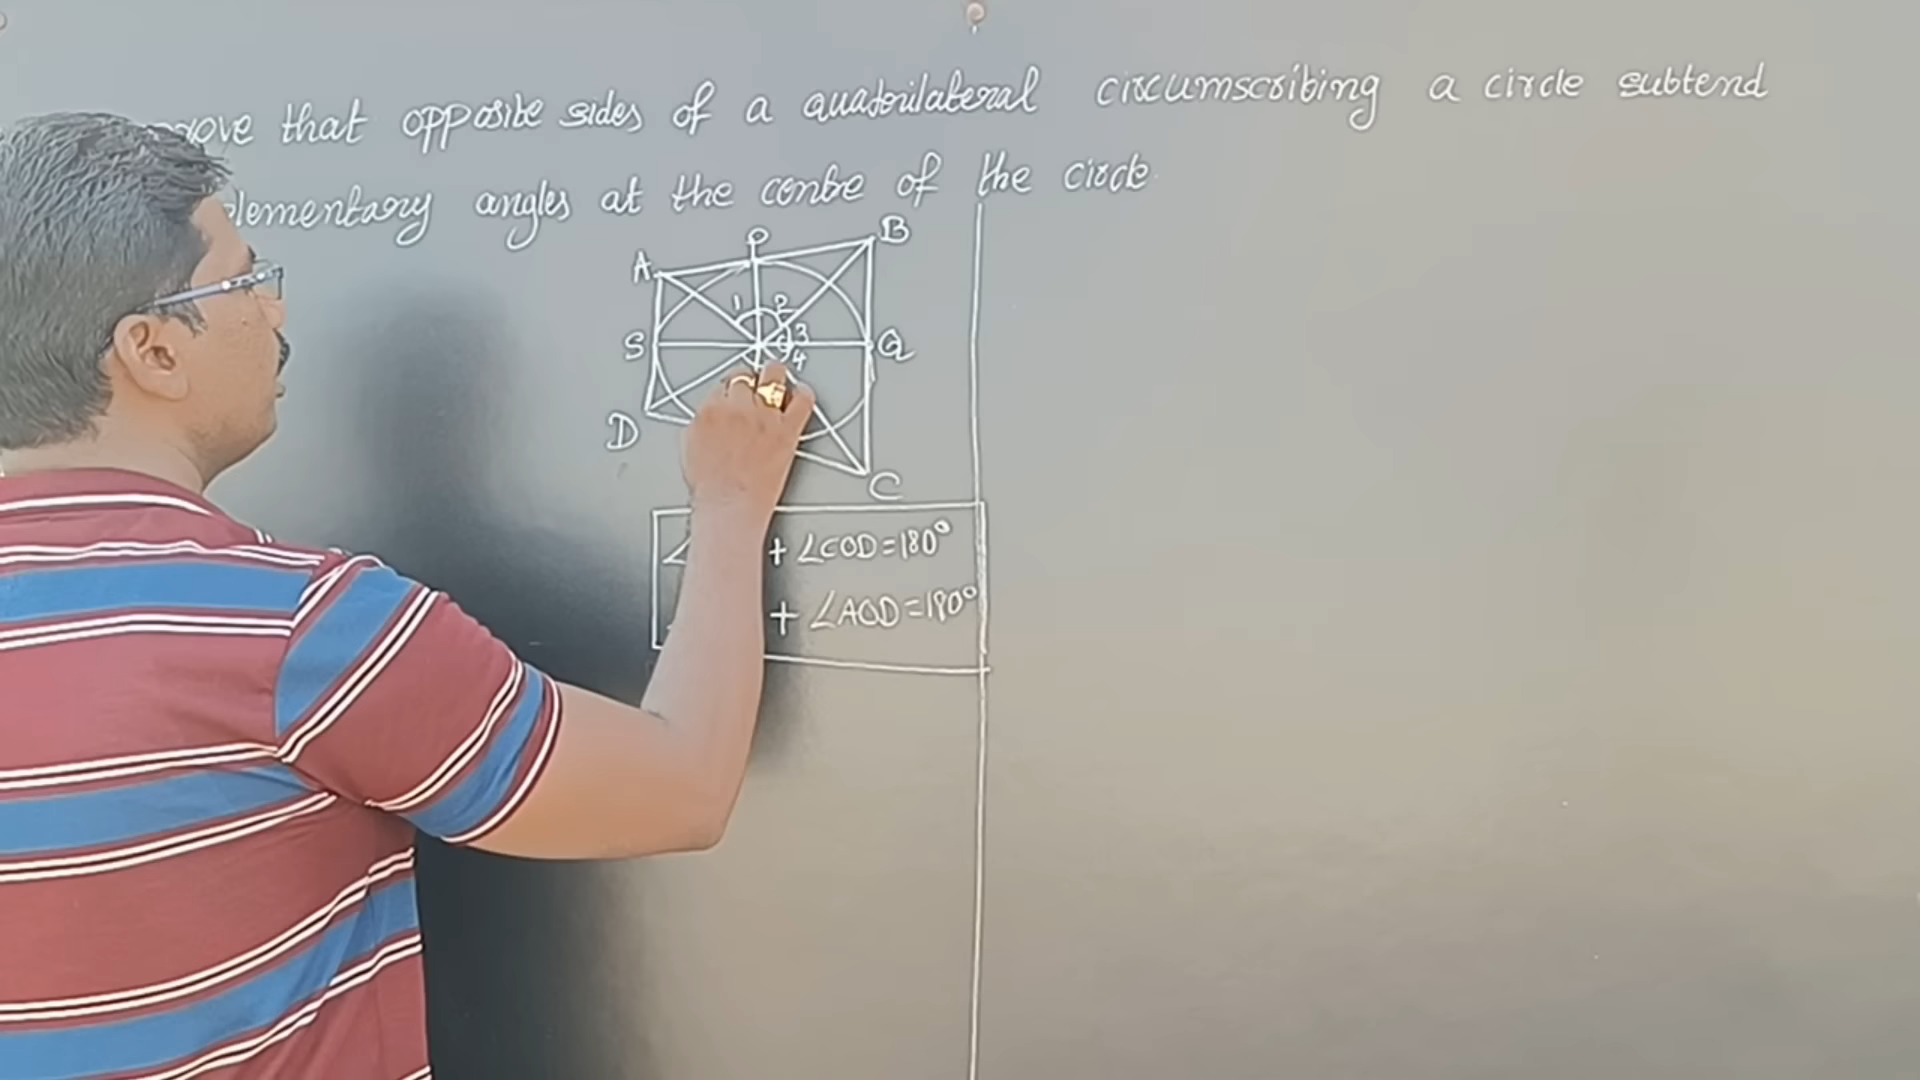 that opposite sides of a quadrilateral circumscribing a circle subtend
angles at the centre of the circle
P
B
A
1 2
3
S
Q
4
D
C
+ ∠COD=180°
+ ∠AOD=180°